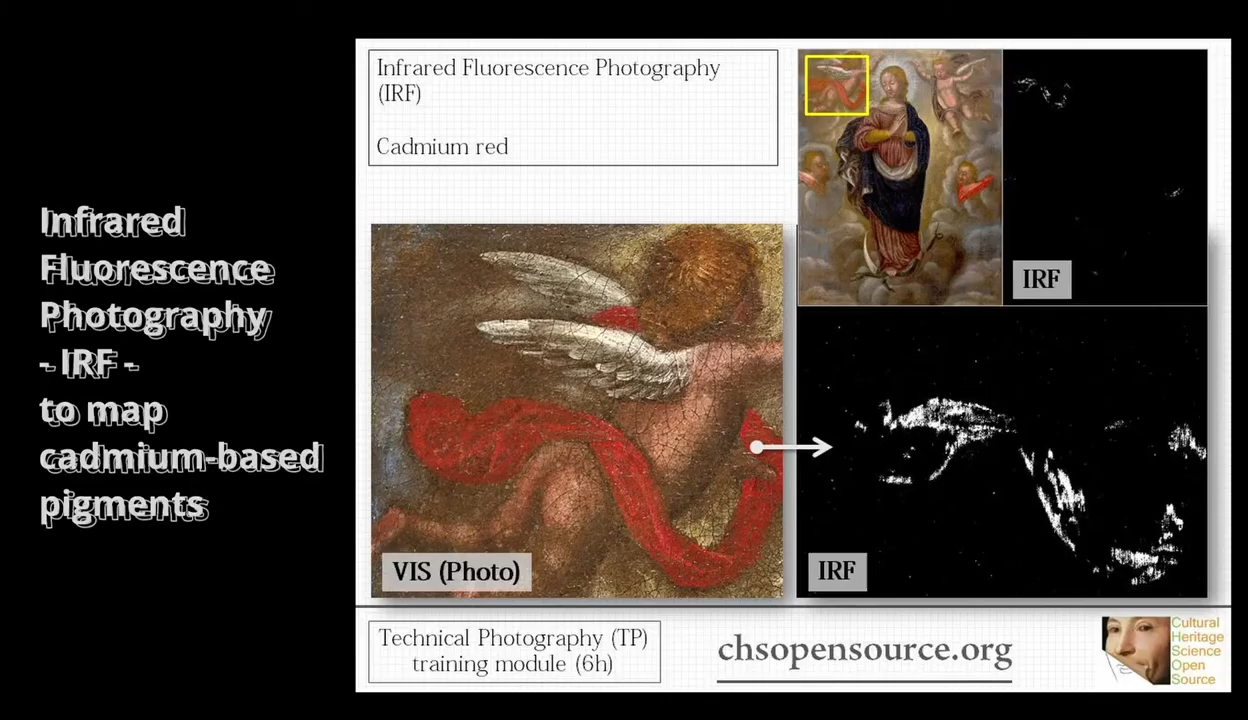 Infrared
Fluorescence
Photography
- IRF -
to map
cadmium-based
pigments
Infrared Fluorescence Photography
(IRF)
Cadmium red
IRF
VIS (Photo)
IRF
Technical Photography (TP)
training module (6h)
chsopensource.org
Cultural
Heritage
Science
Open
Source